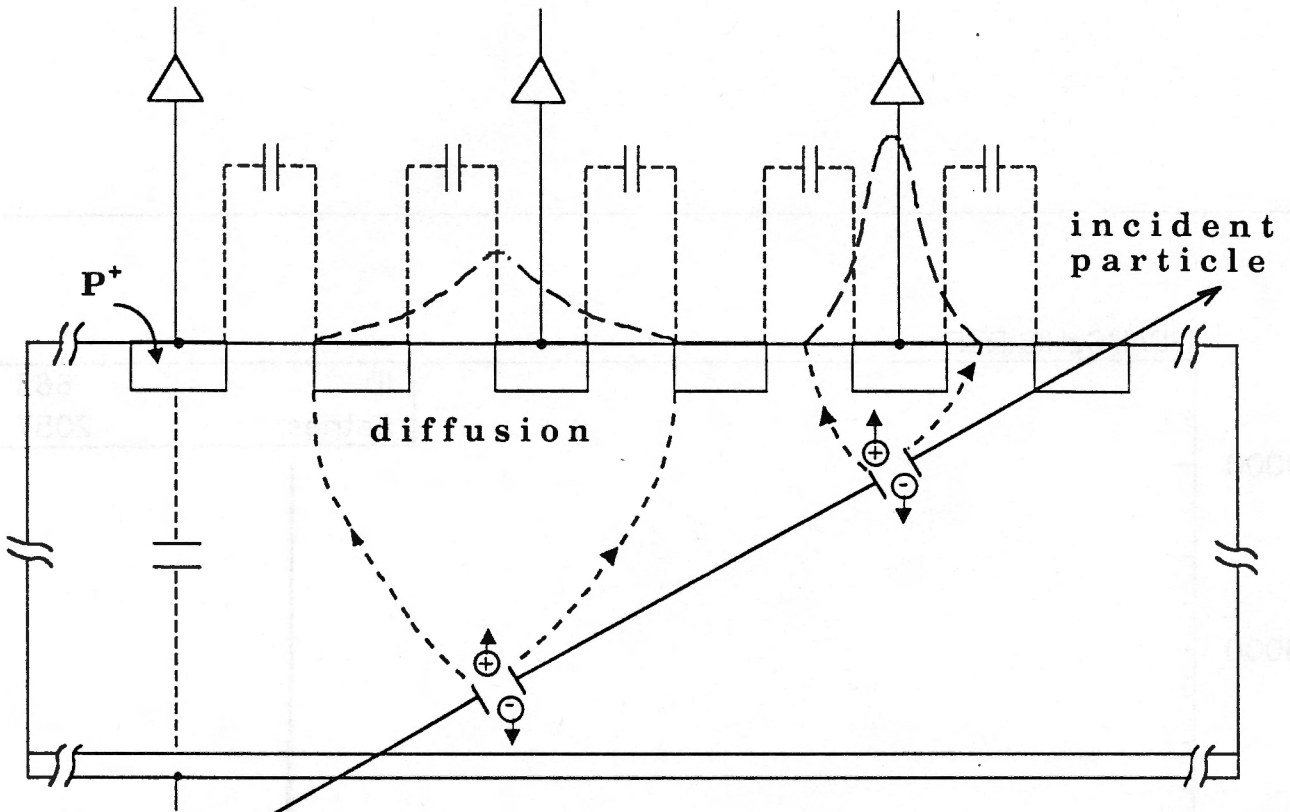 incident
particle
P+
diffusion
+
-
+
-